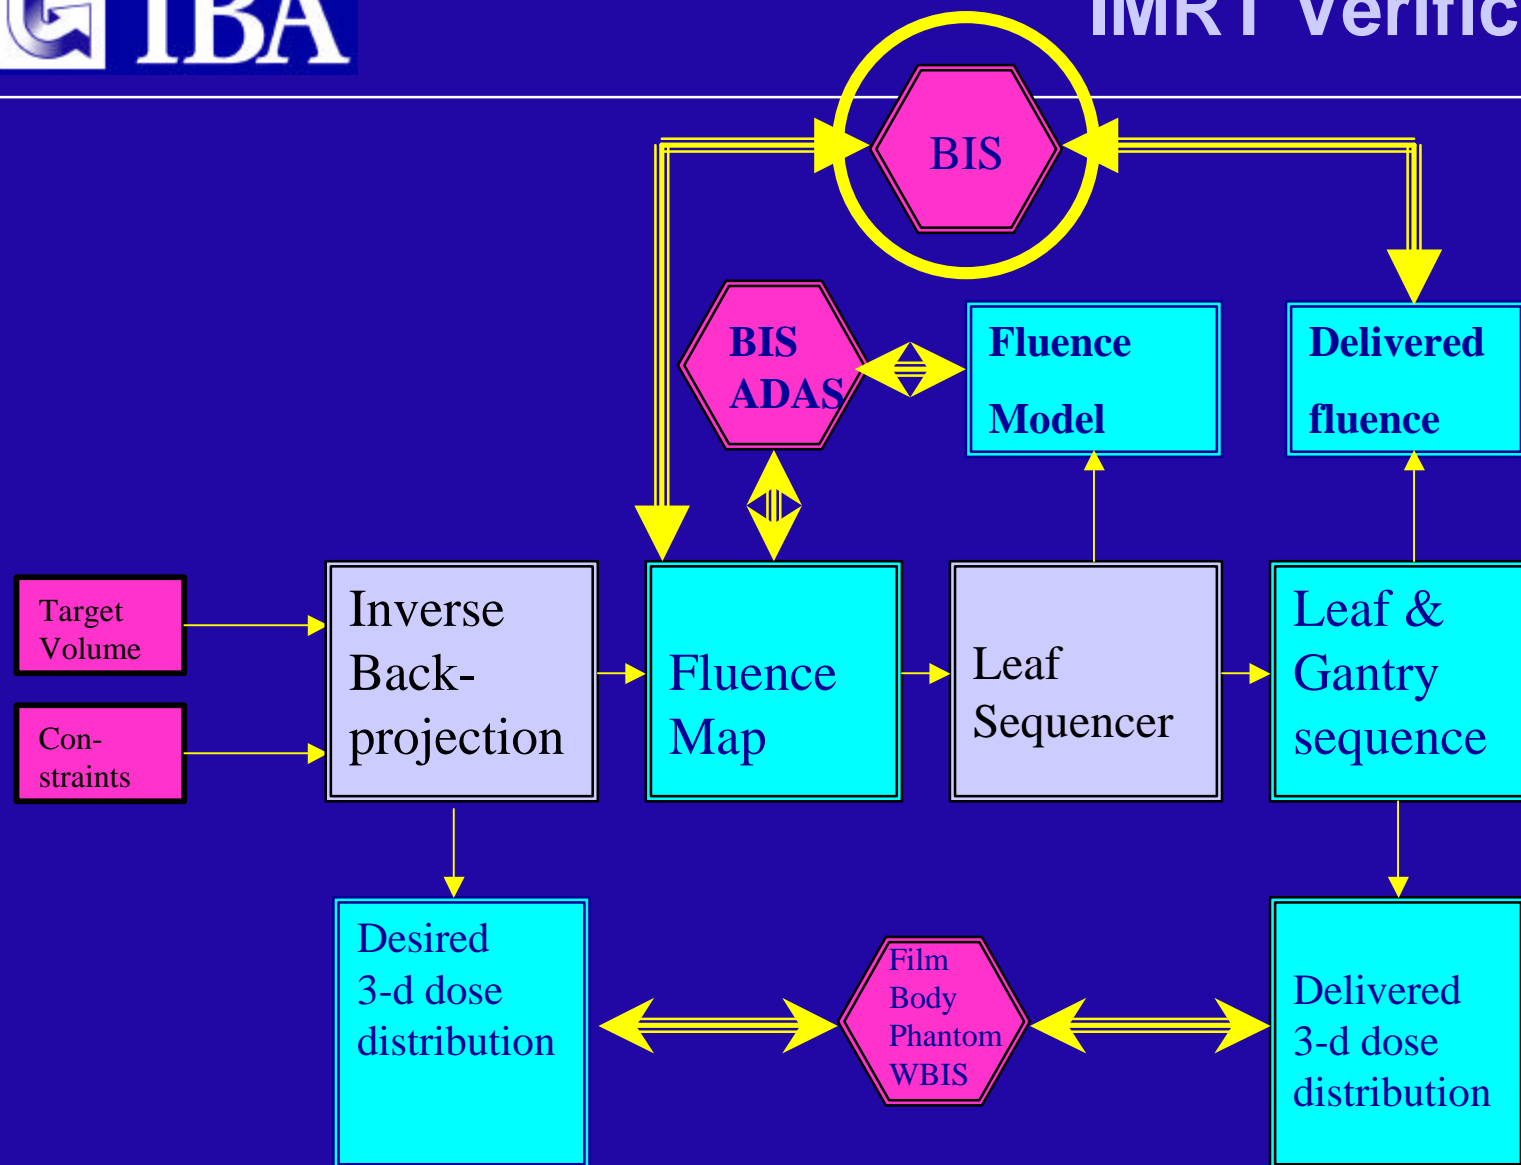 IBA
IMRT
BIS
BIS
ADAS
Fluence
Model
Delivered
fluence
Target
Volume
Con-
straints
Inverse
Back-
projection
Fluence
Map
Leaf
Sequencer
Leaf &
Gantry
sequence
Desired
3-d dose
distribution
Film
Body
Phantom
WBIS
Delivered
3-d dose
distribution